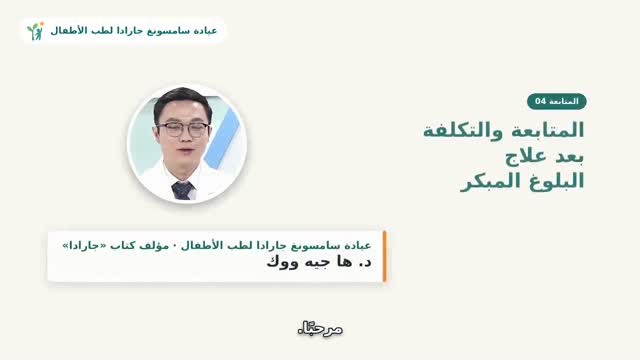 عيادة سامسونغ جارادا لطب الأطفال
المتابعة 04
المتابعة والتكلفة
بعد علاج
البلوغ المبكر
عيادة سامسونغ جارادا لطب الأطفال · مؤلف كتاب «جارادا»
د. ها جيه ووك
مرحبًا.